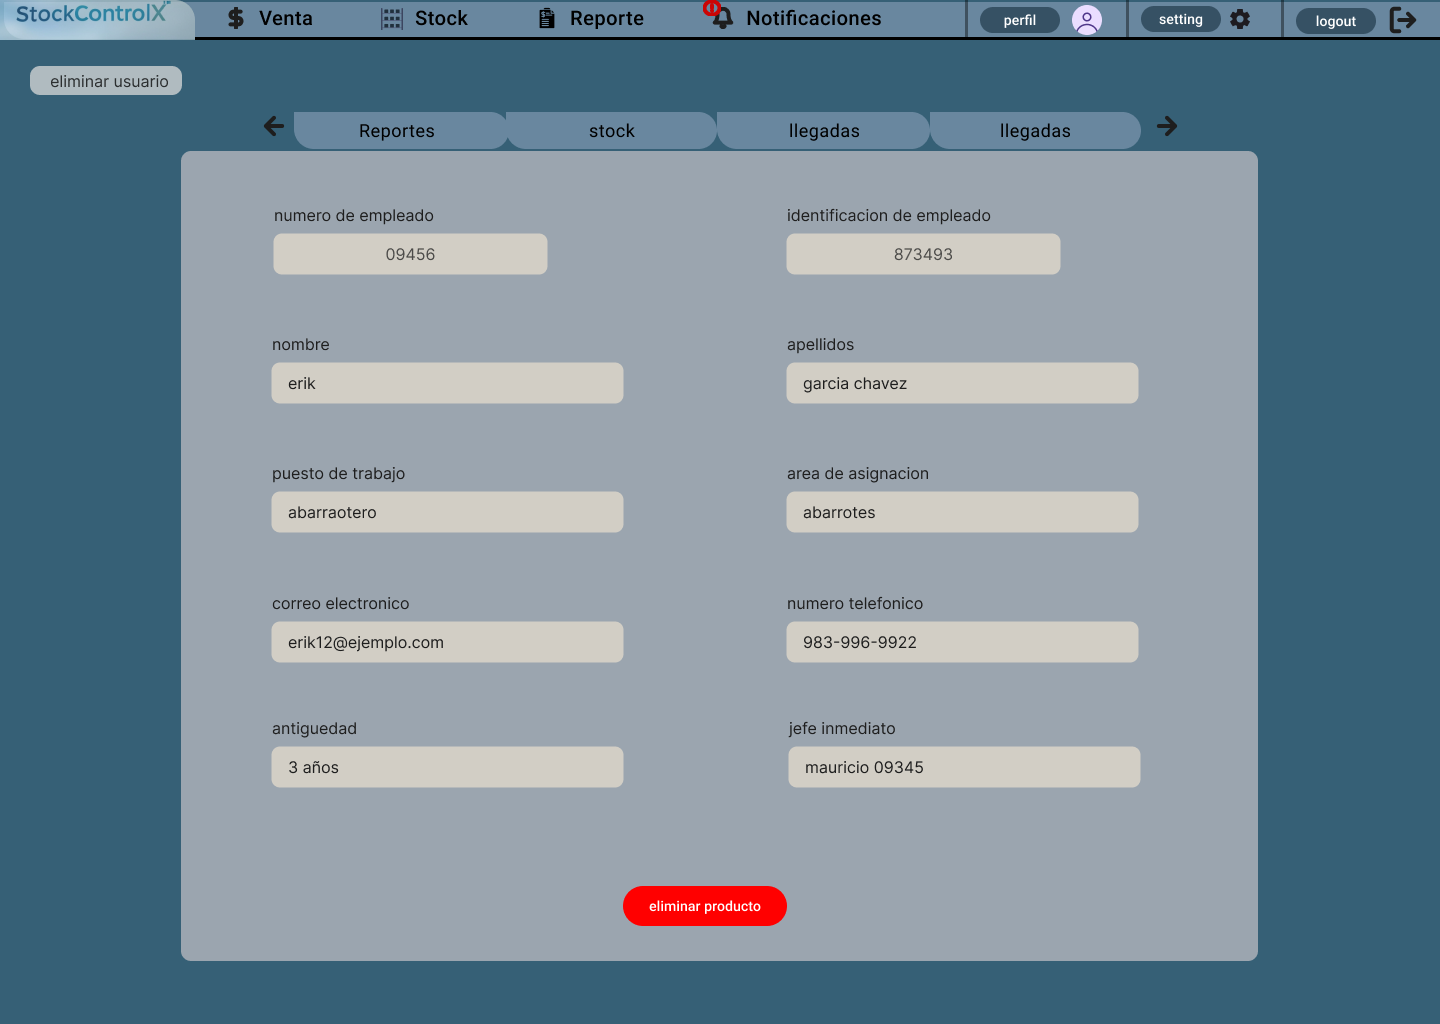 StockControlX
$ Venta
Stock
Reporte
0
Notificaciones
perfil
setting
logout
eliminar usuario
Reportes
stock
llegadas
llegadas
numero de empleado
identificacion de empleado
09456
873493
nombre
apellidos
erik
garcia chavez
puesto de trabajo
area de asignacion
abarraotero
abarrotes
correo electronico
numero telefonico
erik12@ejemplo.com
983-996-9922
antiguedad
jefe inmediato
3 años
mauricio 09345
eliminar producto